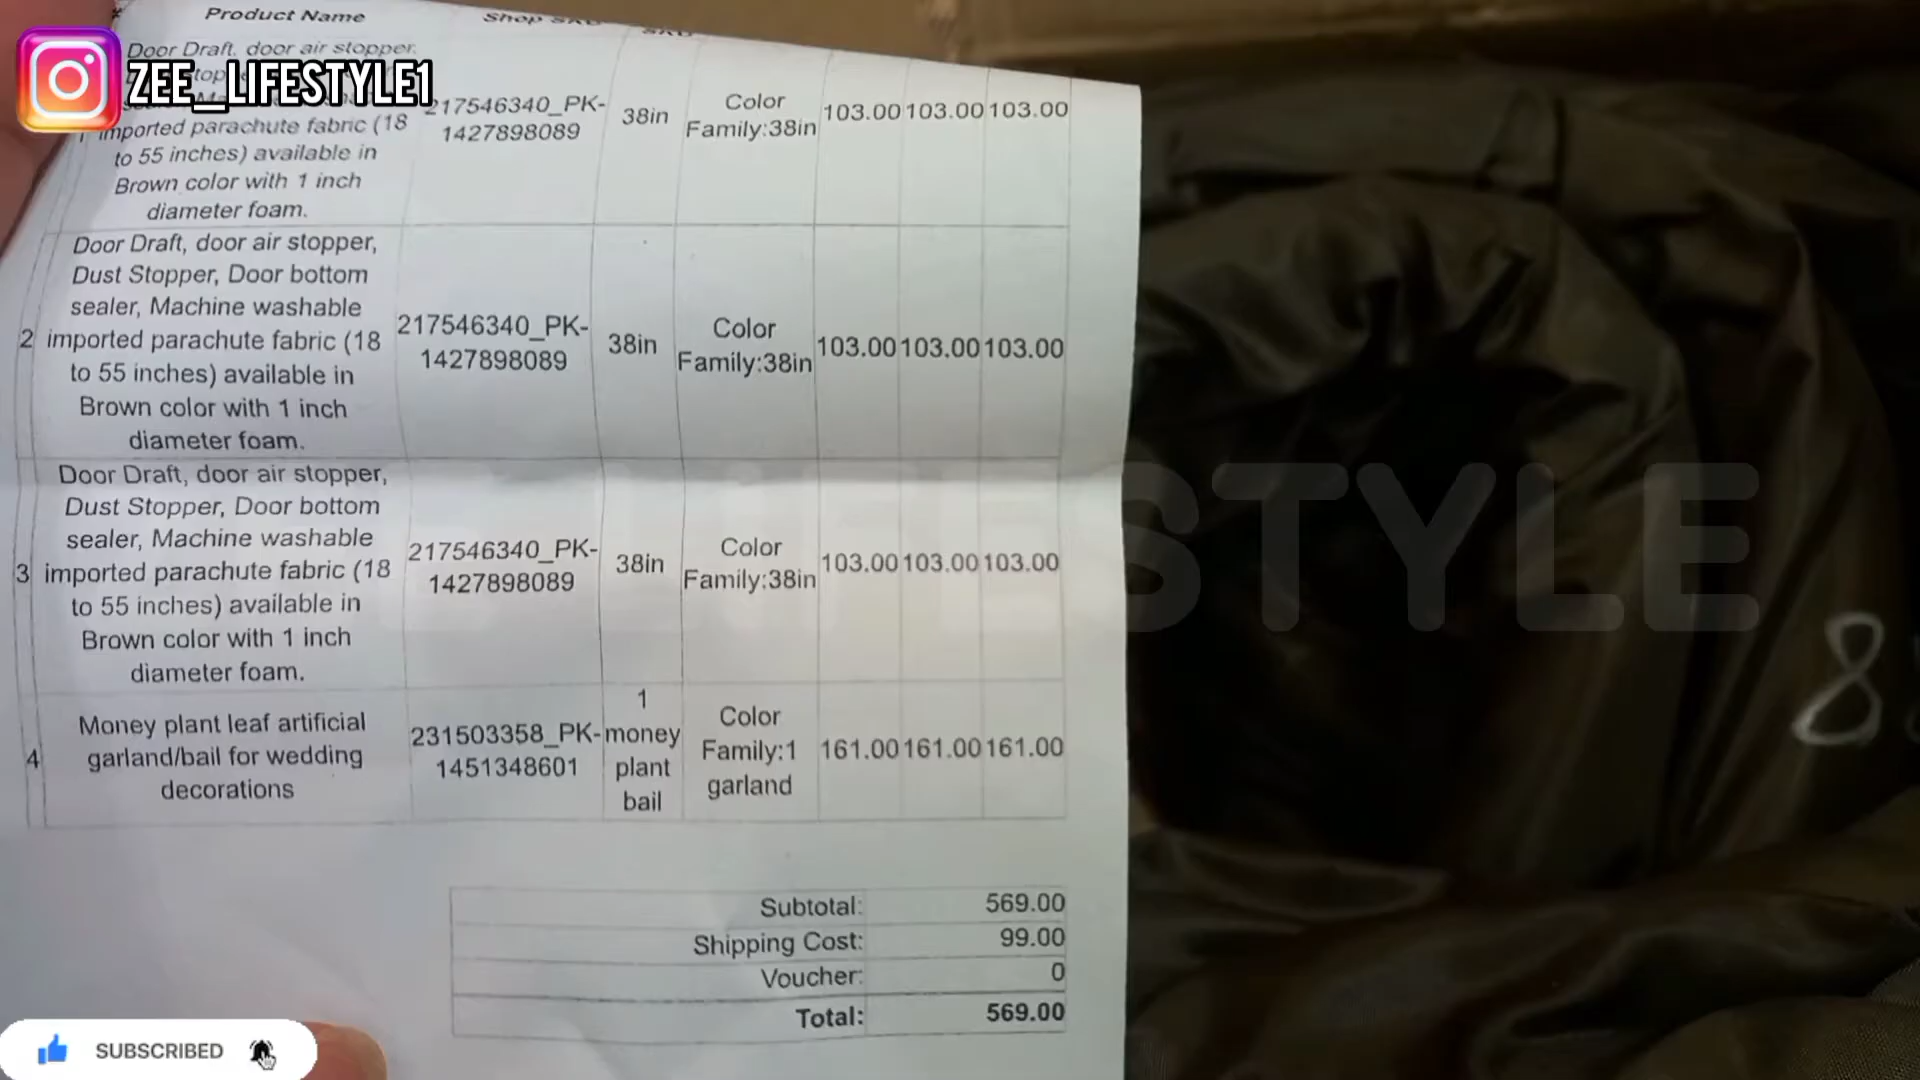 Product Name
Shop SKU
SKU
ZEE_LIFESTYLE1
Door Draft, door air stopper,
imported parachute fabric (18
to 55 inches) available in
Brown color with 1 inch
diameter foam.
217546340_PK-
1427898089
38in
Color
Family:38in
103.00 103.00 103.00
2
Door Draft, door air stopper,
Dust Stopper, Door bottom
sealer, Machine washable
imported parachute fabric (18
to 55 inches) available in
Brown color with 1 inch
diameter foam.
217546340_PK-
1427898089
38in
Color
Family:38in
103.00 103.00 103.00
3
Door Draft, door air stopper,
Dust Stopper, Door bottom
sealer, Machine washable
imported parachute fabric (18
to 55 inches) available in
Brown color with 1 inch
diameter foam.
217546340_PK-
1427898089
38in
Color
Family:38in
103.00 103.00 103.00
4
Money plant leaf artificial
garland/bail for wedding
decorations
231503358_PK-
1451348601
1
money
plant
bail
Color
Family:1
garland
161.00 161.00 161.00
Subtotal: 569.00
Shipping Cost: 99.00
Voucher: 0
Total: 569.00
LIFESTYLE
8
SUBSCRIBED